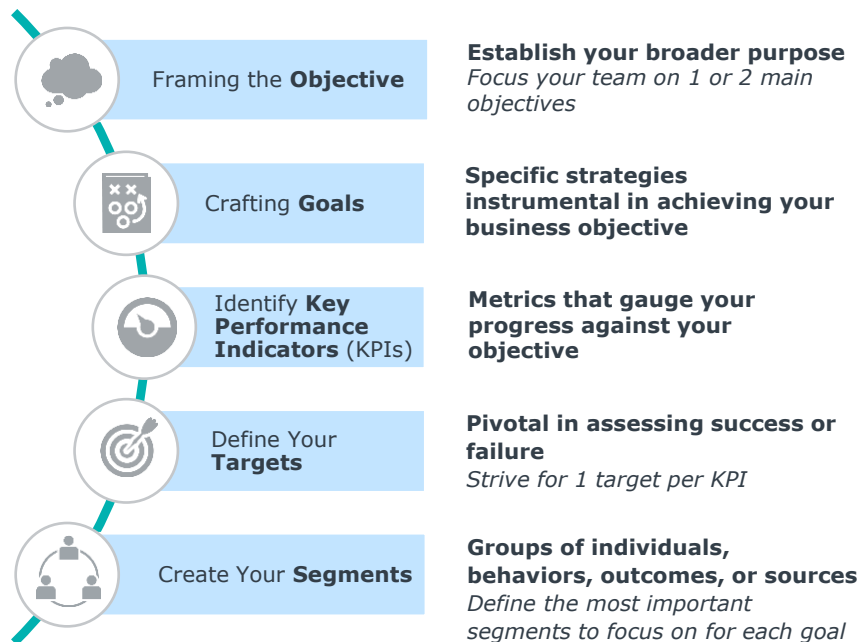 Framing the Objective
Establish your broader purpose
Focus your team on 1 or 2 main
objectives
Crafting Goals
Specific strategies
instrumental in achieving your
business objective
Identify Key
Performance
Indicators (KPIs)
Metrics that gauge your
progress against your
objective
Define Your
Targets
Pivotal in assessing success or
failure
Strive for 1 target per KPI
Create Your Segments
Groups of individuals,
behaviors, outcomes, or sources
Define the most important
segments to focus on for each goal